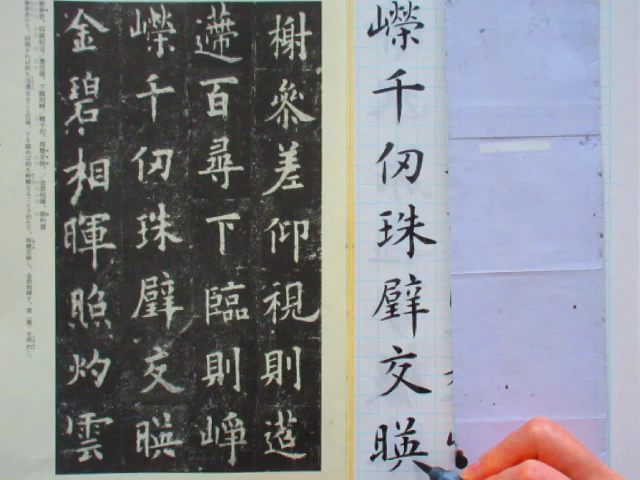 嶸千仞珠璧交暎
榭參差仰視則迢
遰百尋下臨則崢
嶸千仞珠璧交暎
金碧相暉照灼雲